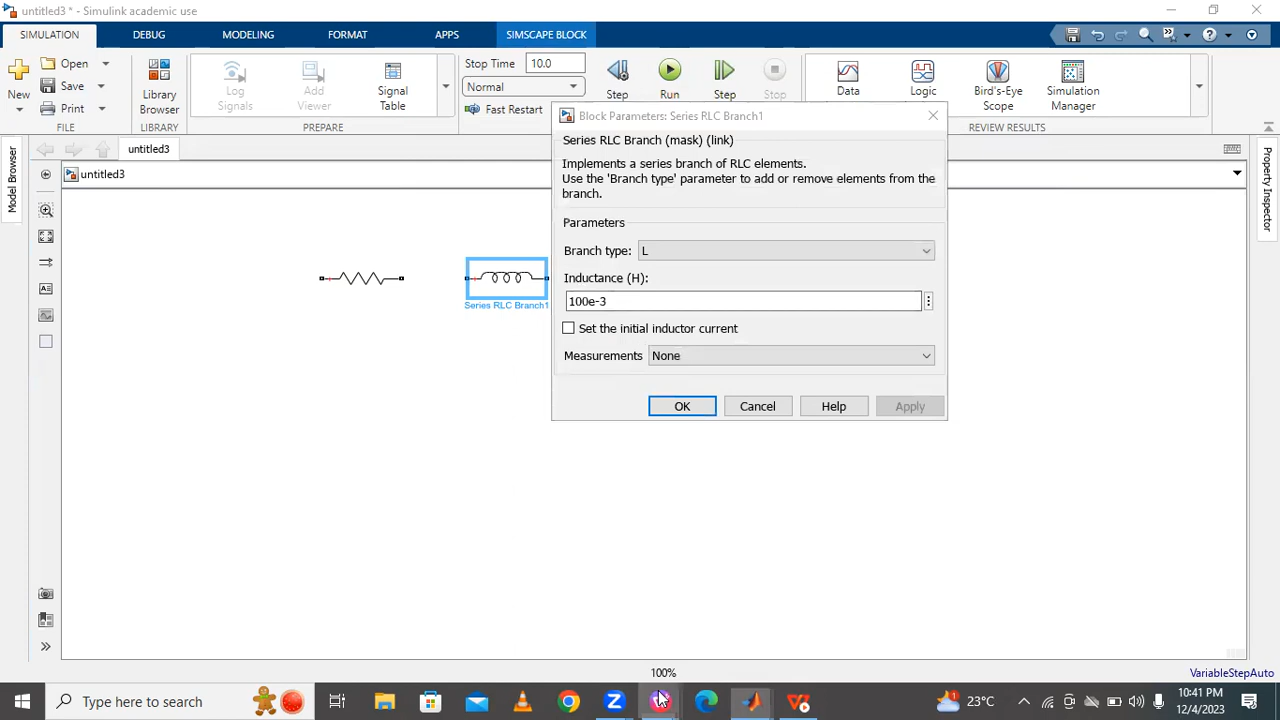 untitled3 * - Simulink academic use
SIMULATION
DEBUG
MODELING
FORMAT
APPS
SIMSCAPE BLOCK
New
Open
Save
Print
FILE
Library
Browser
LIBRARY
Log
Signals
Add
Viewer
Signal
Table
PREPARE
Stop Time
10.0
Normal
Fast Restart
Step
Run
Step
Stop
Data
Logic
Bird's-Eye
Scope
Simulation
Manager
REVIEW RESULTS
untitled3
untitled3
Model Browser
Property Inspector
Series RLC Branch1
Block Parameters: Series RLC Branch1
Series RLC Branch (mask) (link)
Implements a series branch of RLC elements.
Use the 'Branch type' parameter to add or remove elements from the
branch.
Parameters
Branch type: L
Inductance (H):
100e-3
Set the initial inductor current
Measurements None
OK
Cancel
Help
Apply
100%
VariableStepAuto
Type here to search
1
23°C
10:41 PM
12/4/2023